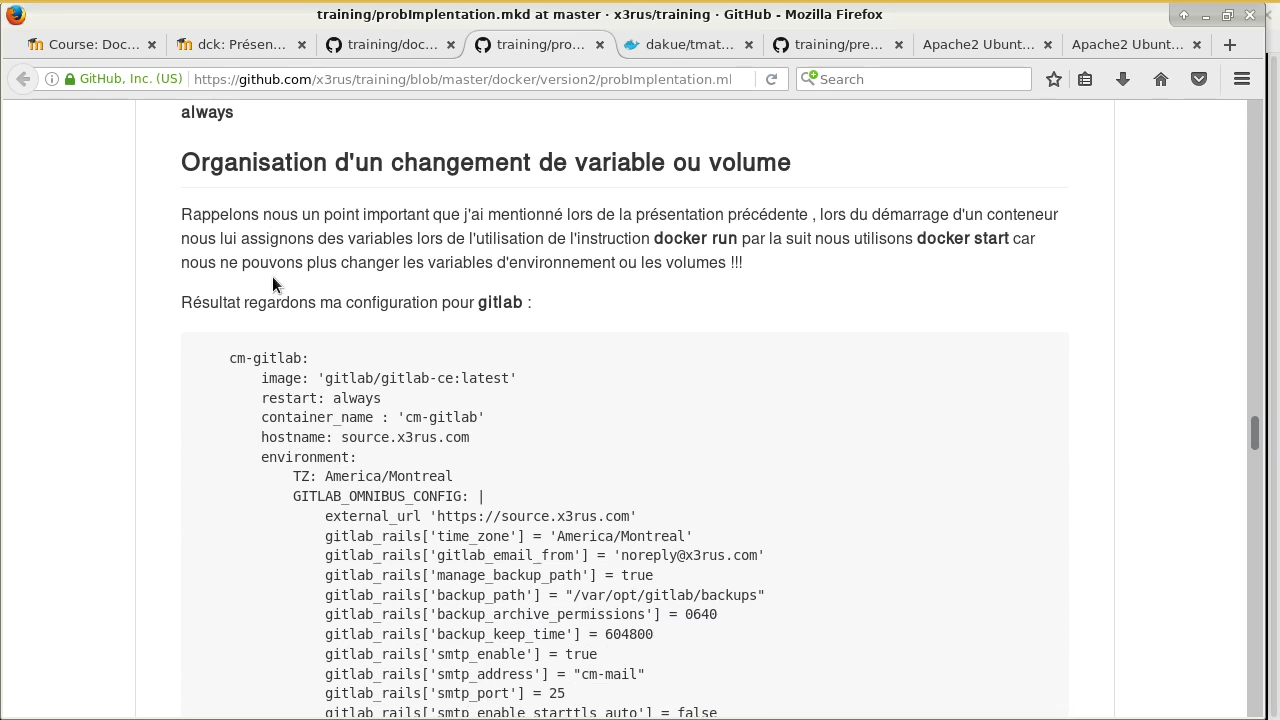 training/probImplentation.mkd at master · x3rus/training · GitHub - Mozilla Firefox
Course: Doc...
dck: Présen...
training/doc...
training/pro...
dakue/tmat...
training/pre...
Apache2 Ubunt...
Apache2 Ubunt...
GitHub, Inc. (US)
https://github.com/x3rus/training/blob/master/docker/version2/probImplentation.ml
Search
always
Organisation d'un changement de variable ou volume
Rappelons nous un point important que j'ai mentionné lors de la présentation précédente , lors du démarrage d'un conteneur
nous lui assignons des variables lors de l'utilisation de l'instruction docker run par la suit nous utilisons docker start car
nous ne pouvons plus changer les variables d'environnement ou les volumes !!!
Résultat regardons ma configuration pour gitlab :
cm-gitlab:
image: 'gitlab/gitlab-ce:latest'
restart: always
container_name : 'cm-gitlab'
hostname: source.x3rus.com
environment:
TZ: America/Montreal
GITLAB_OMNIBUS_CONFIG: |
external_url 'https://source.x3rus.com'
gitlab_rails['time_zone'] = 'America/Montreal'
gitlab_rails['gitlab_email_from'] = 'noreply@x3rus.com'
gitlab_rails['manage_backup_path'] = true
gitlab_rails['backup_path'] = "/var/opt/gitlab/backups"
gitlab_rails['backup_archive_permissions'] = 0640
gitlab_rails['backup_keep_time'] = 604800
gitlab_rails['smtp_enable'] = true
gitlab_rails['smtp_address'] = "cm-mail"
gitlab_rails['smtp_port'] = 25
gitlab_rails['smtp_enable_starttls_auto'] = false